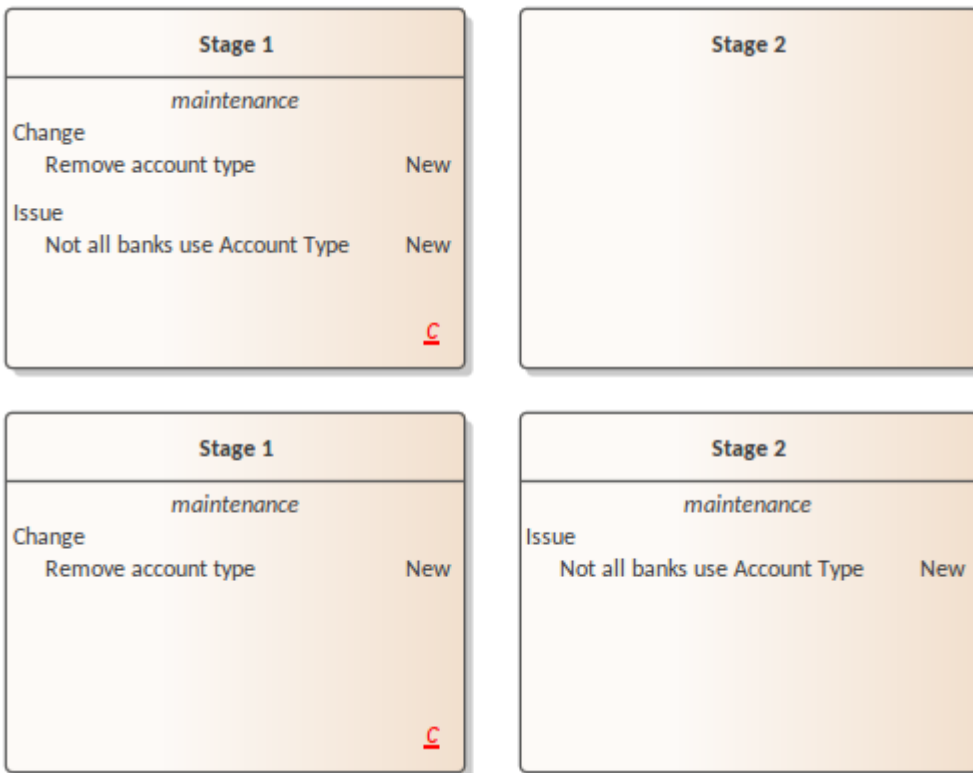 Stage 1
maintenance
Change
Remove account type New
Issue
Not all banks use Account Type New
C
Stage 2
Stage 1
maintenance
Change
Remove account type New
C
Stage 2
maintenance
Issue
Not all banks use Account Type New